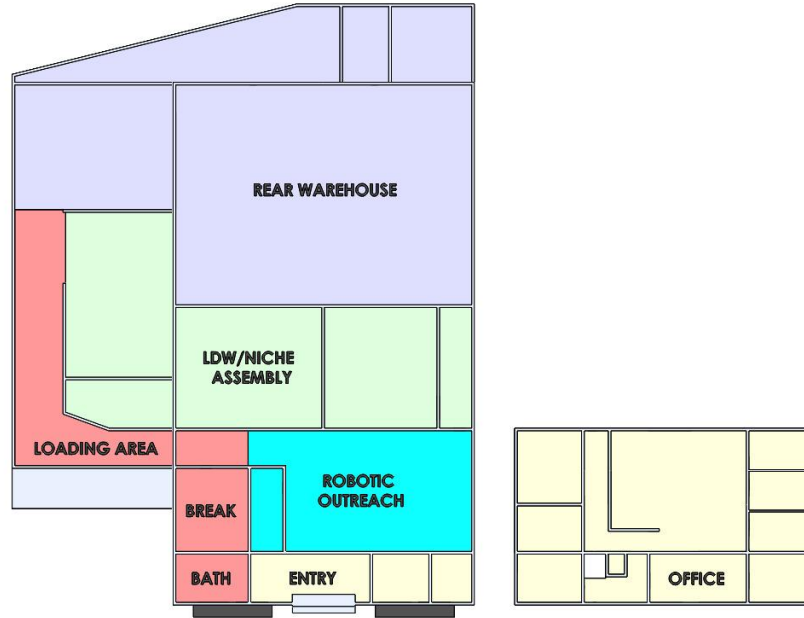 REAR WAREHOUSE
LDW/NICHE
ASSEMBLY
LOADING AREA
ROBOTIC
OUTREACH
BREAK
BATH
ENTRY
OFFICE